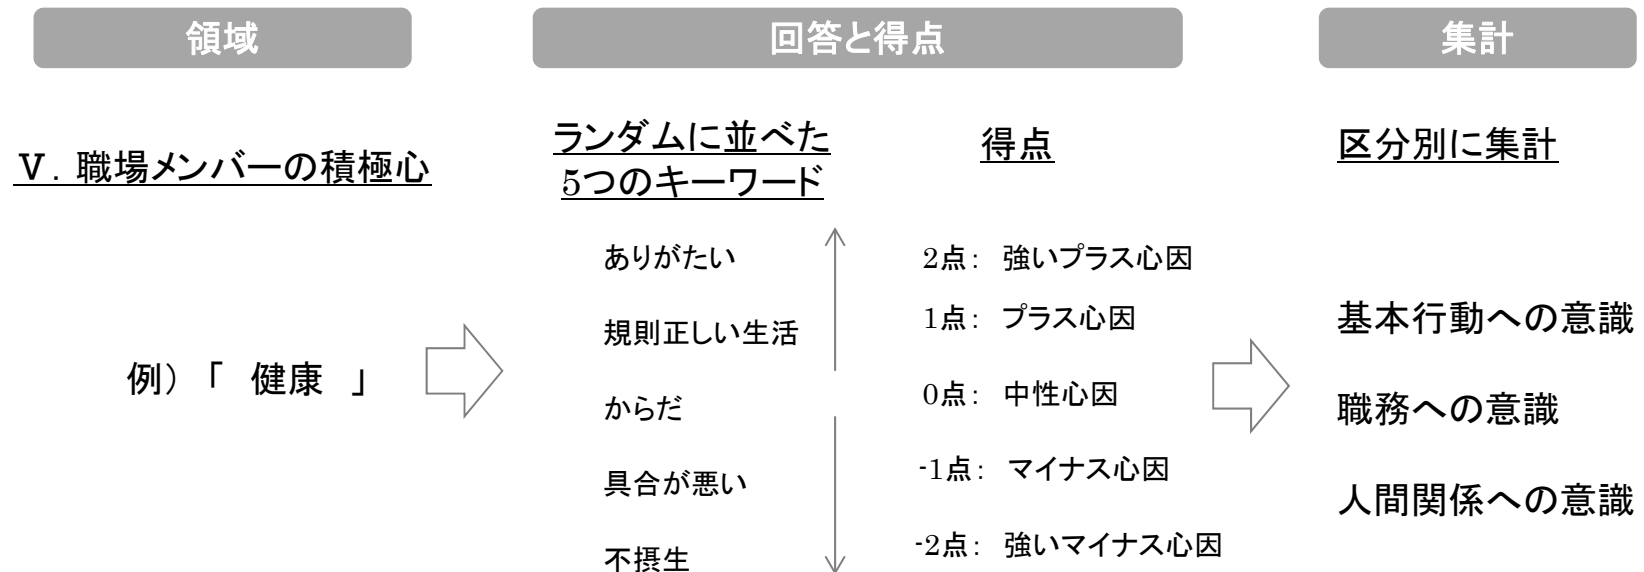 領域
回答と得点
集計
Ⅴ．職場メンバーの積極心
ランダムに並べた
5つのキーワード
得点
区分別に集計
例）「　健康　」
ありがたい
規則正しい生活
からだ
具合が悪い
不摂生
2点：　強いプラス心因
1点：　プラス心因
0点：　中性心因
-1点：　マイナス心因
-2点：　強いマイナス心因
基本行動への意識
職務への意識
人間関係への意識